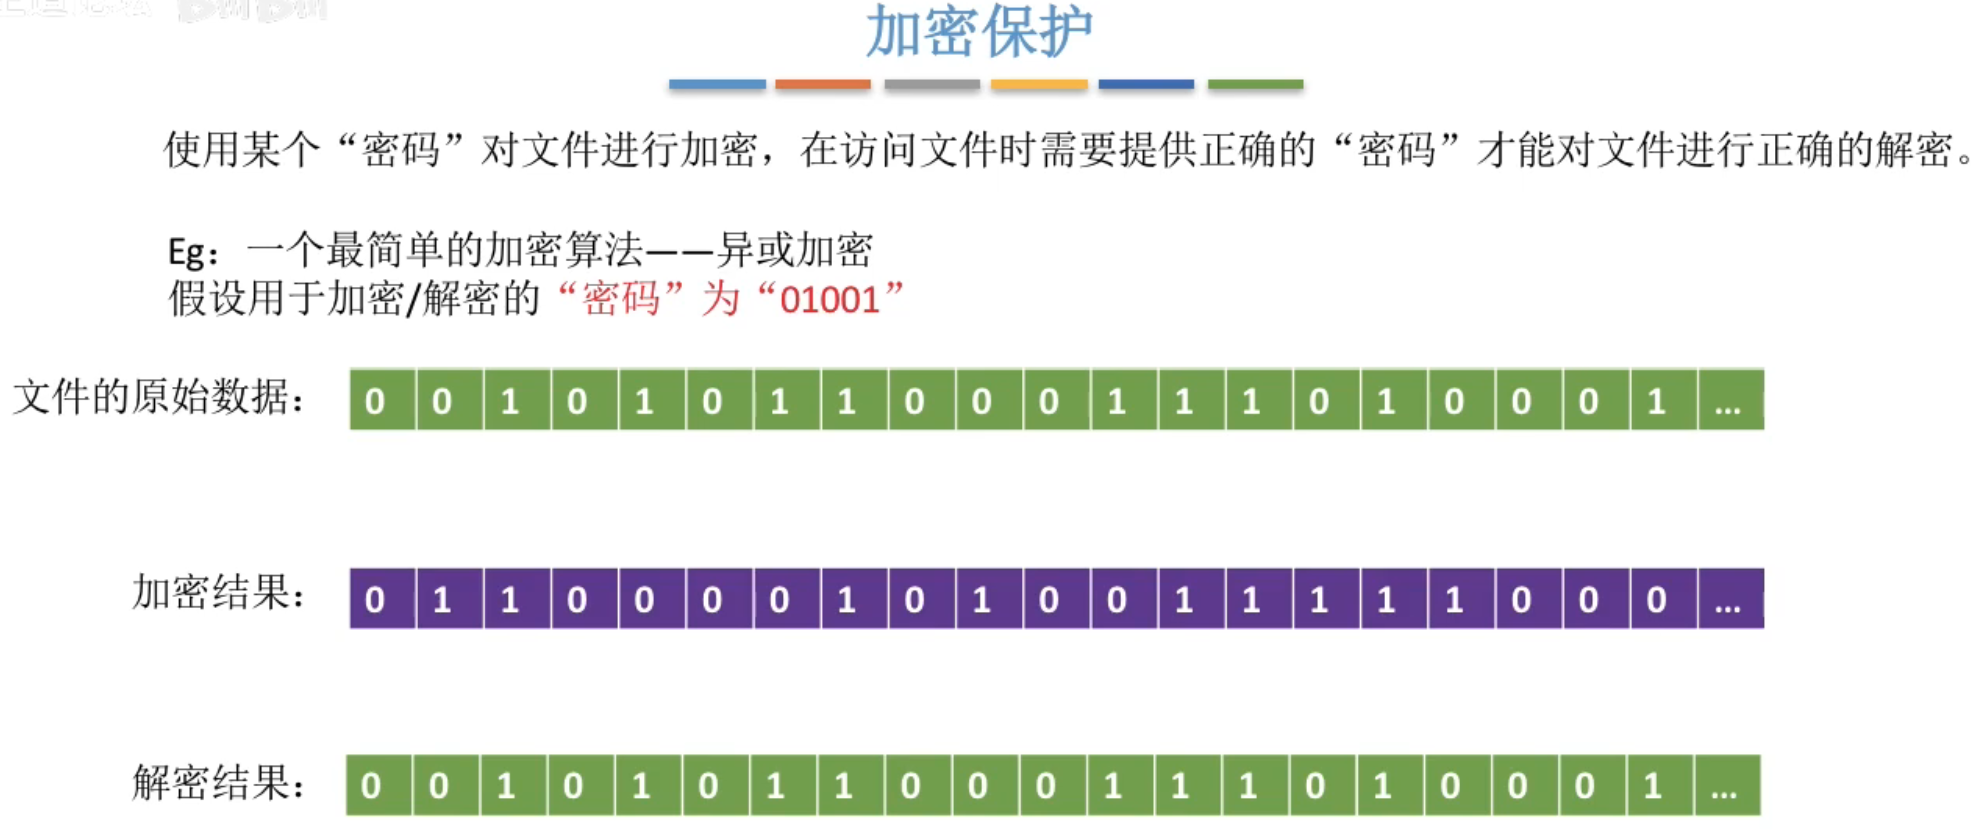 加密保护
使用某个“密码”对文件进行加密，在访问文件时需要提供正确的“密码”才能对文件进行正确的解密。
Eg：一个最简单的加密算法——异或加密
假设用于加密/解密的“密码”为“01001”
文件的原始数据： 0 0 1 0 1 0 1 1 0 0 0 1 1 1 0 1 0 0 0 1 ...
加密结果： 0 1 1 0 0 0 0 1 0 1 0 0 1 1 1 1 1 0 0 0 ...
解密结果： 0 0 1 0 1 0 1 1 0 0 0 1 1 1 0 1 0 0 0 1 ...